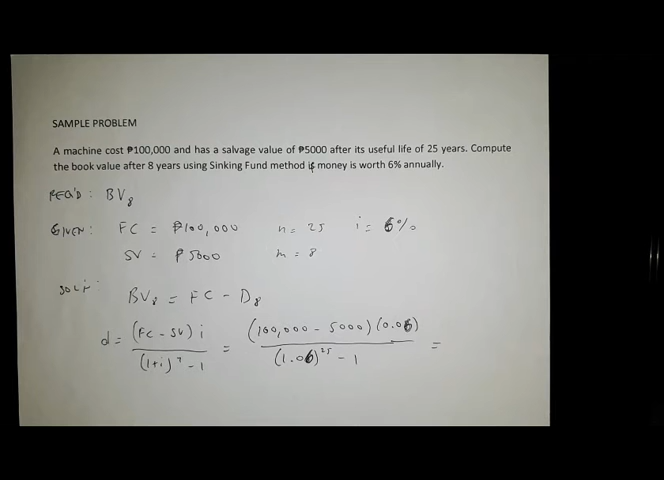 SAMPLE PROBLEM
A machine cost ₱100,000 and has a salvage value of ₱5000 after its useful life of 25 years. Compute
the book value after 8 years using Sinking Fund method if money is worth 6% annually.
REQ'D : BV₈
GIVEN : FC = ₱100,000 n = 25 i = 6%
SV = ₱5000 m = 8
SOL'N :
BV₈ = FC - D₈
d = (FC - SV) i / (1+i)ⁿ - 1 = (100,000 - 5000)(0.06) / (1.06)²⁵ - 1 =